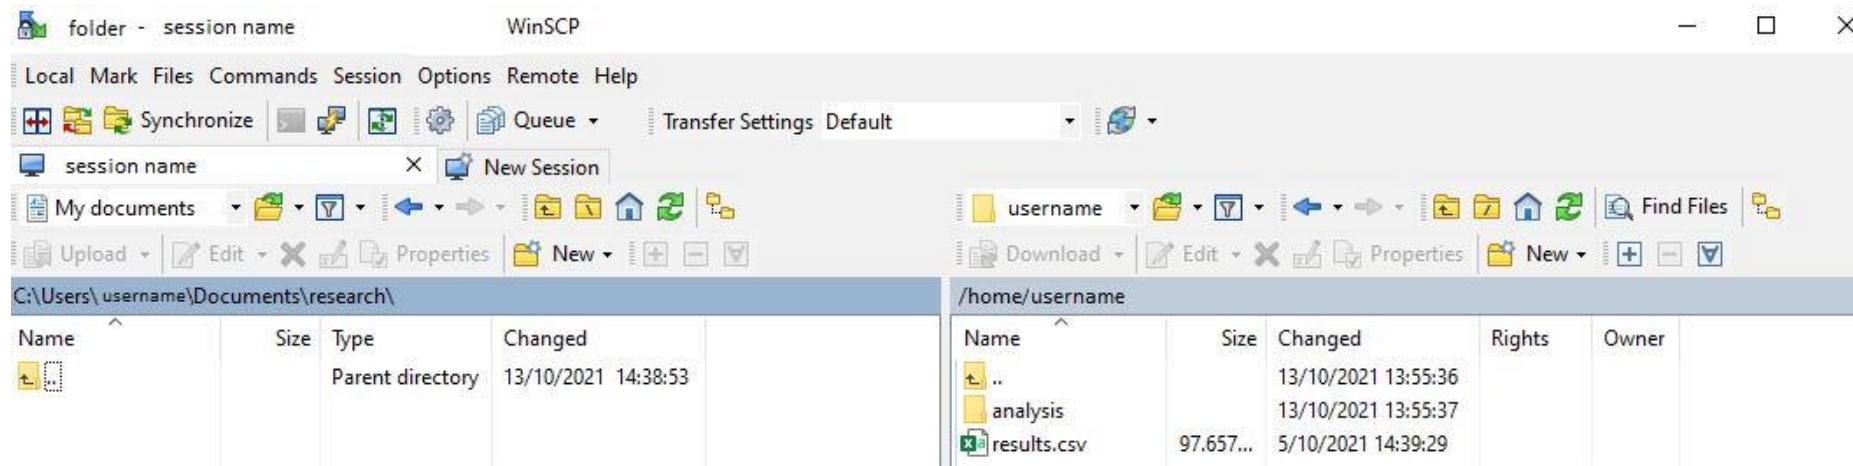 folder - session name WinSCP
Local Mark Files Commands Session Options Remote Help
Synchronize Queue Transfer Settings Default
session name New Session
My documents username Find Files
Upload Edit Properties New Download Edit Properties New
C:\Users\username\Documents\research\ /home/username
Name Size Type Changed Name Size Changed Rights Owner
.. Parent directory 13/10/2021 14:38:53 .. 13/10/2021 13:55:36
analysis 13/10/2021 13:55:37
results.csv 97.657... 5/10/2021 14:39:29